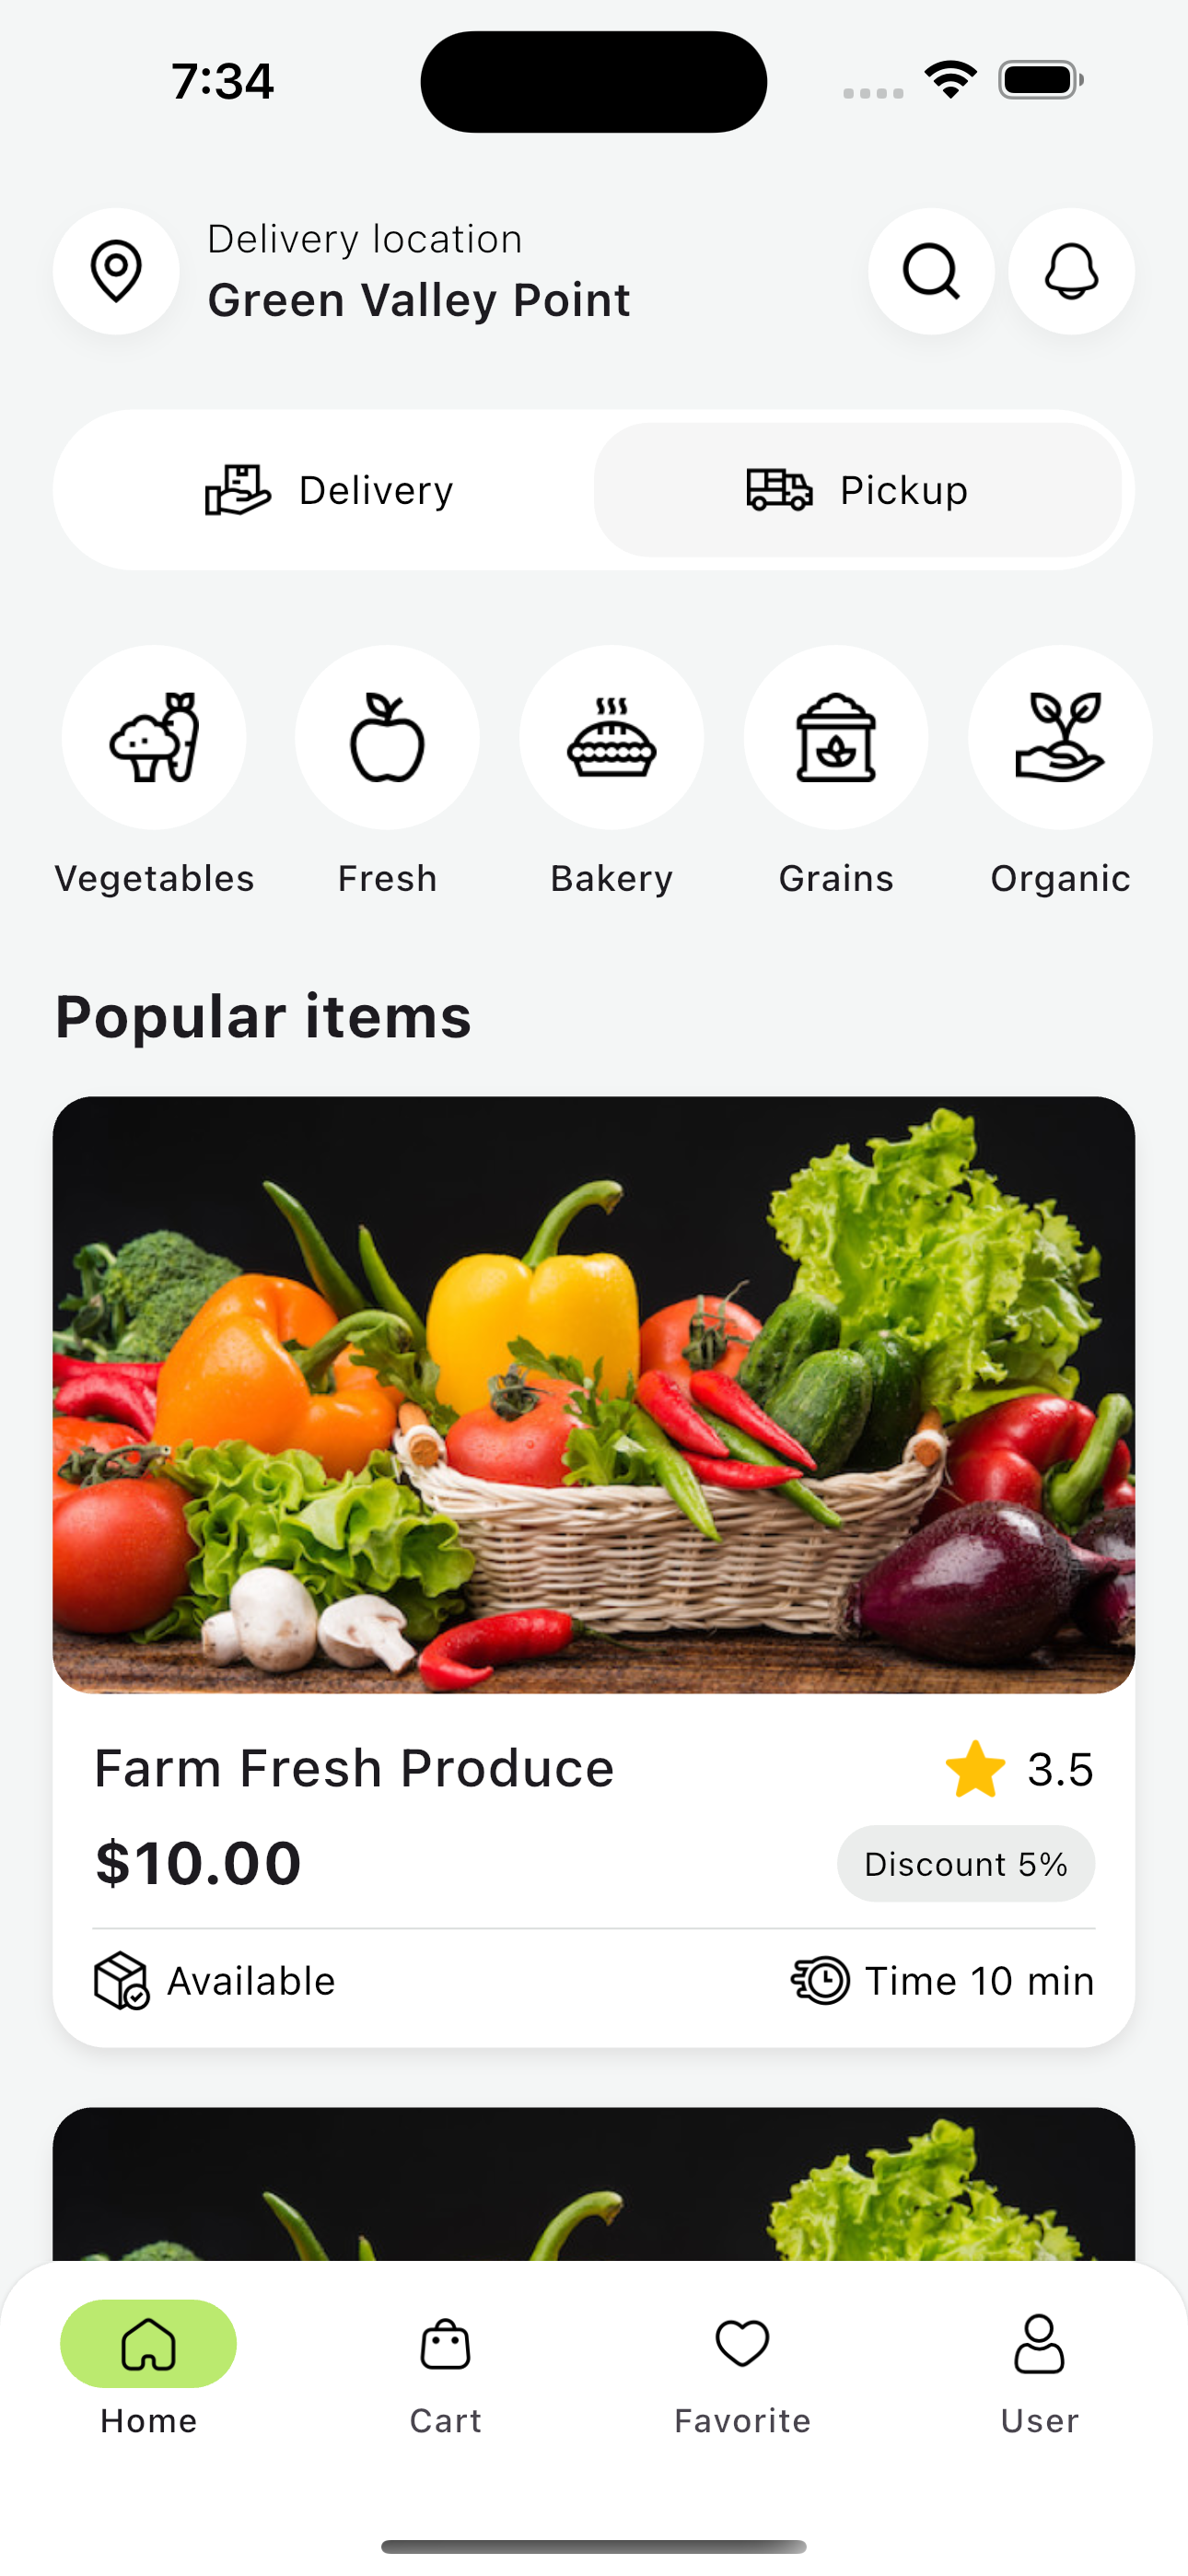 7:34
Delivery location
Green Valley Point
Delivery
Pickup
Vegetables
Fresh
Bakery
Grains
Organic
Popular items
Farm Fresh Produce
3.5
$10.00
Discount 5%
Available
Time 10 min
Home
Cart
Favorite
User